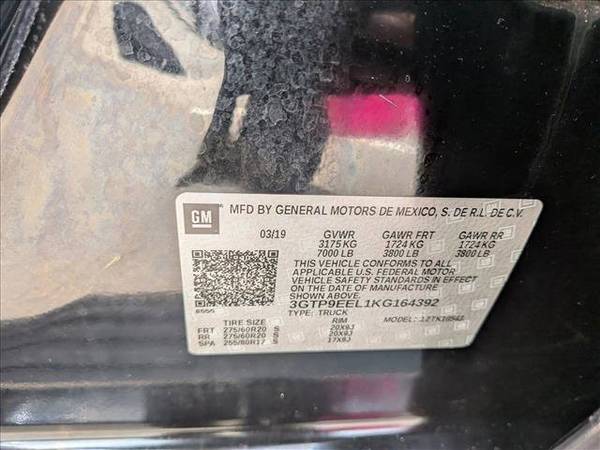 GM
MFD BY GENERAL MOTORS DE MEXICO, S. DE R.L. DE C.V.
03/19 GVWR GAWR FRT GAWR RR
3175 KG 1724 KG 1724 KG
7000 LB 3800 LB 3800 LB
THIS VEHICLE CONFORMS TO ALL
APPLICABLE U.S. FEDERAL MOTOR
VEHICLE SAFETY STANDARDS IN EFFECT
ON THE DATE OF MANUFACTURE
SHOWN ABOVE.
3GTP9EEL1KG164392
TYPE: TRUCK MODEL:
TIRE SIZE RIM
FRT 275/60R20 S 20X9J
RR 275/60R20 S 20X9J
SPA 255/80R17 S 17X8J